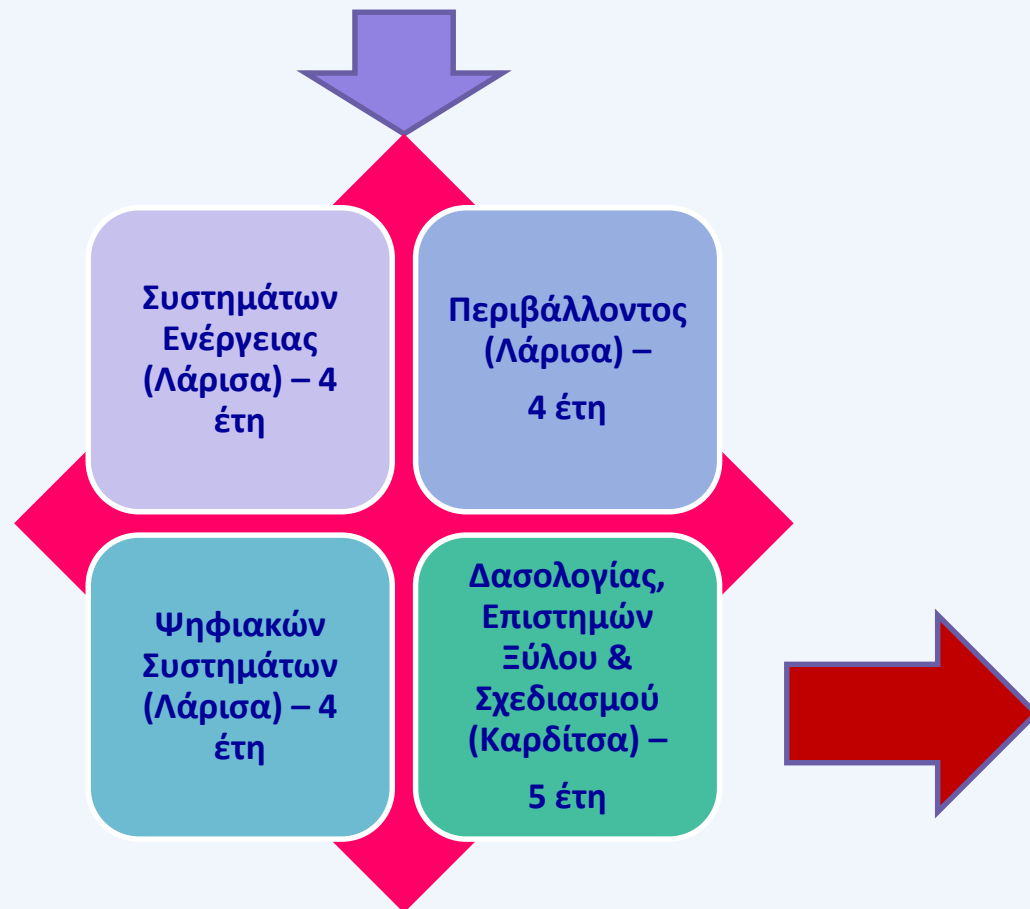 Συστημάτων
Ενέργειας
(Λάρισα) – 4
έτη
Περιβάλλοντος
(Λάρισα) –
4 έτη
Ψηφιακών
Συστημάτων
(Λάρισα) – 4
έτη
Δασολογίας,
Επιστημών
Ξύλου &
Σχεδιασμού
(Καρδίτσα) –
5 έτη